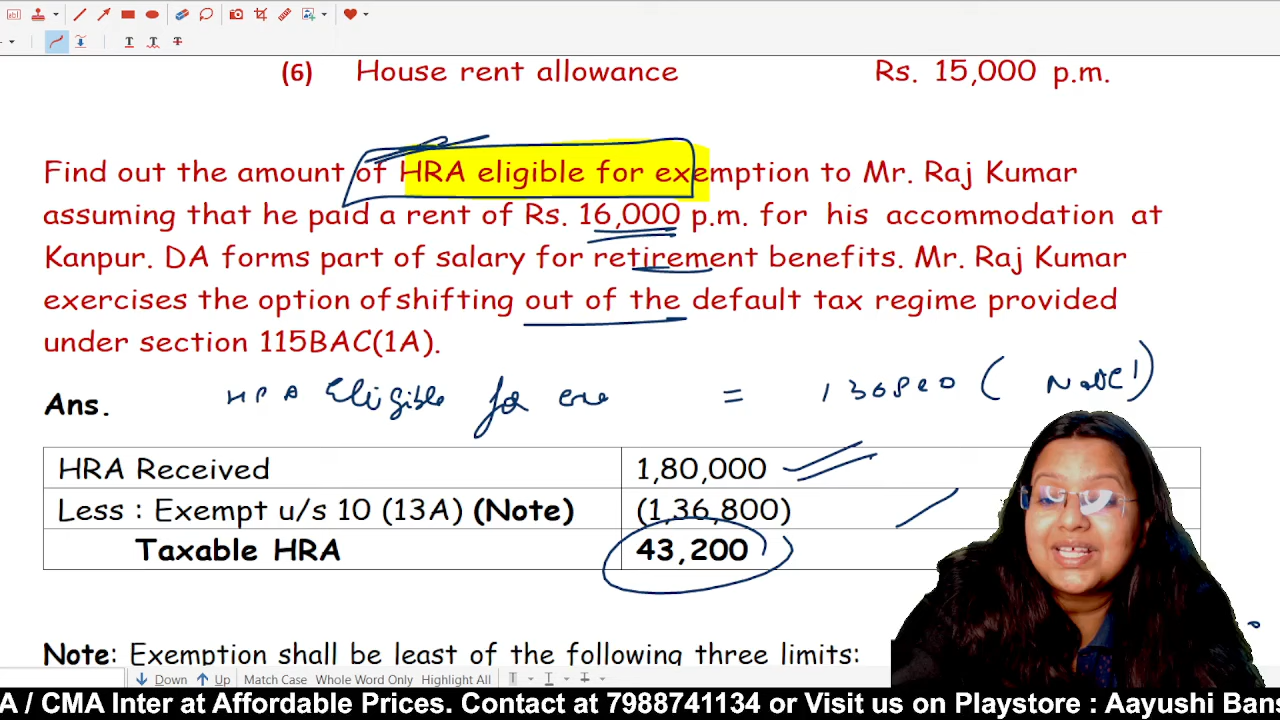 (6) House rent allowance Rs. 15,000 p.m.
Find out the amount of HRA eligible for exemption to Mr. Raj Kumar
assuming that he paid a rent of Rs. 16,000 p.m. for his accommodation at
Kanpur. DA forms part of salary for retirement benefits. Mr. Raj Kumar
exercises the option of shifting out of the default tax regime provided
under section 115BAC(1A).
HRA Eligible for exe = 136800 (Note 1)
Ans.
HRA Received 1,80,000
Less : Exempt u/s 10 (13A) (Note) (1,36,800)
Taxable HRA 43,200
Note: Exemption shall be least of the following three limits:
Down Up Match Case Whole Word Only Highlight All
A / CMA Inter at Affordable Prices. Contact at 7988741134 or Visit us on Playstore : Aayushi Bans